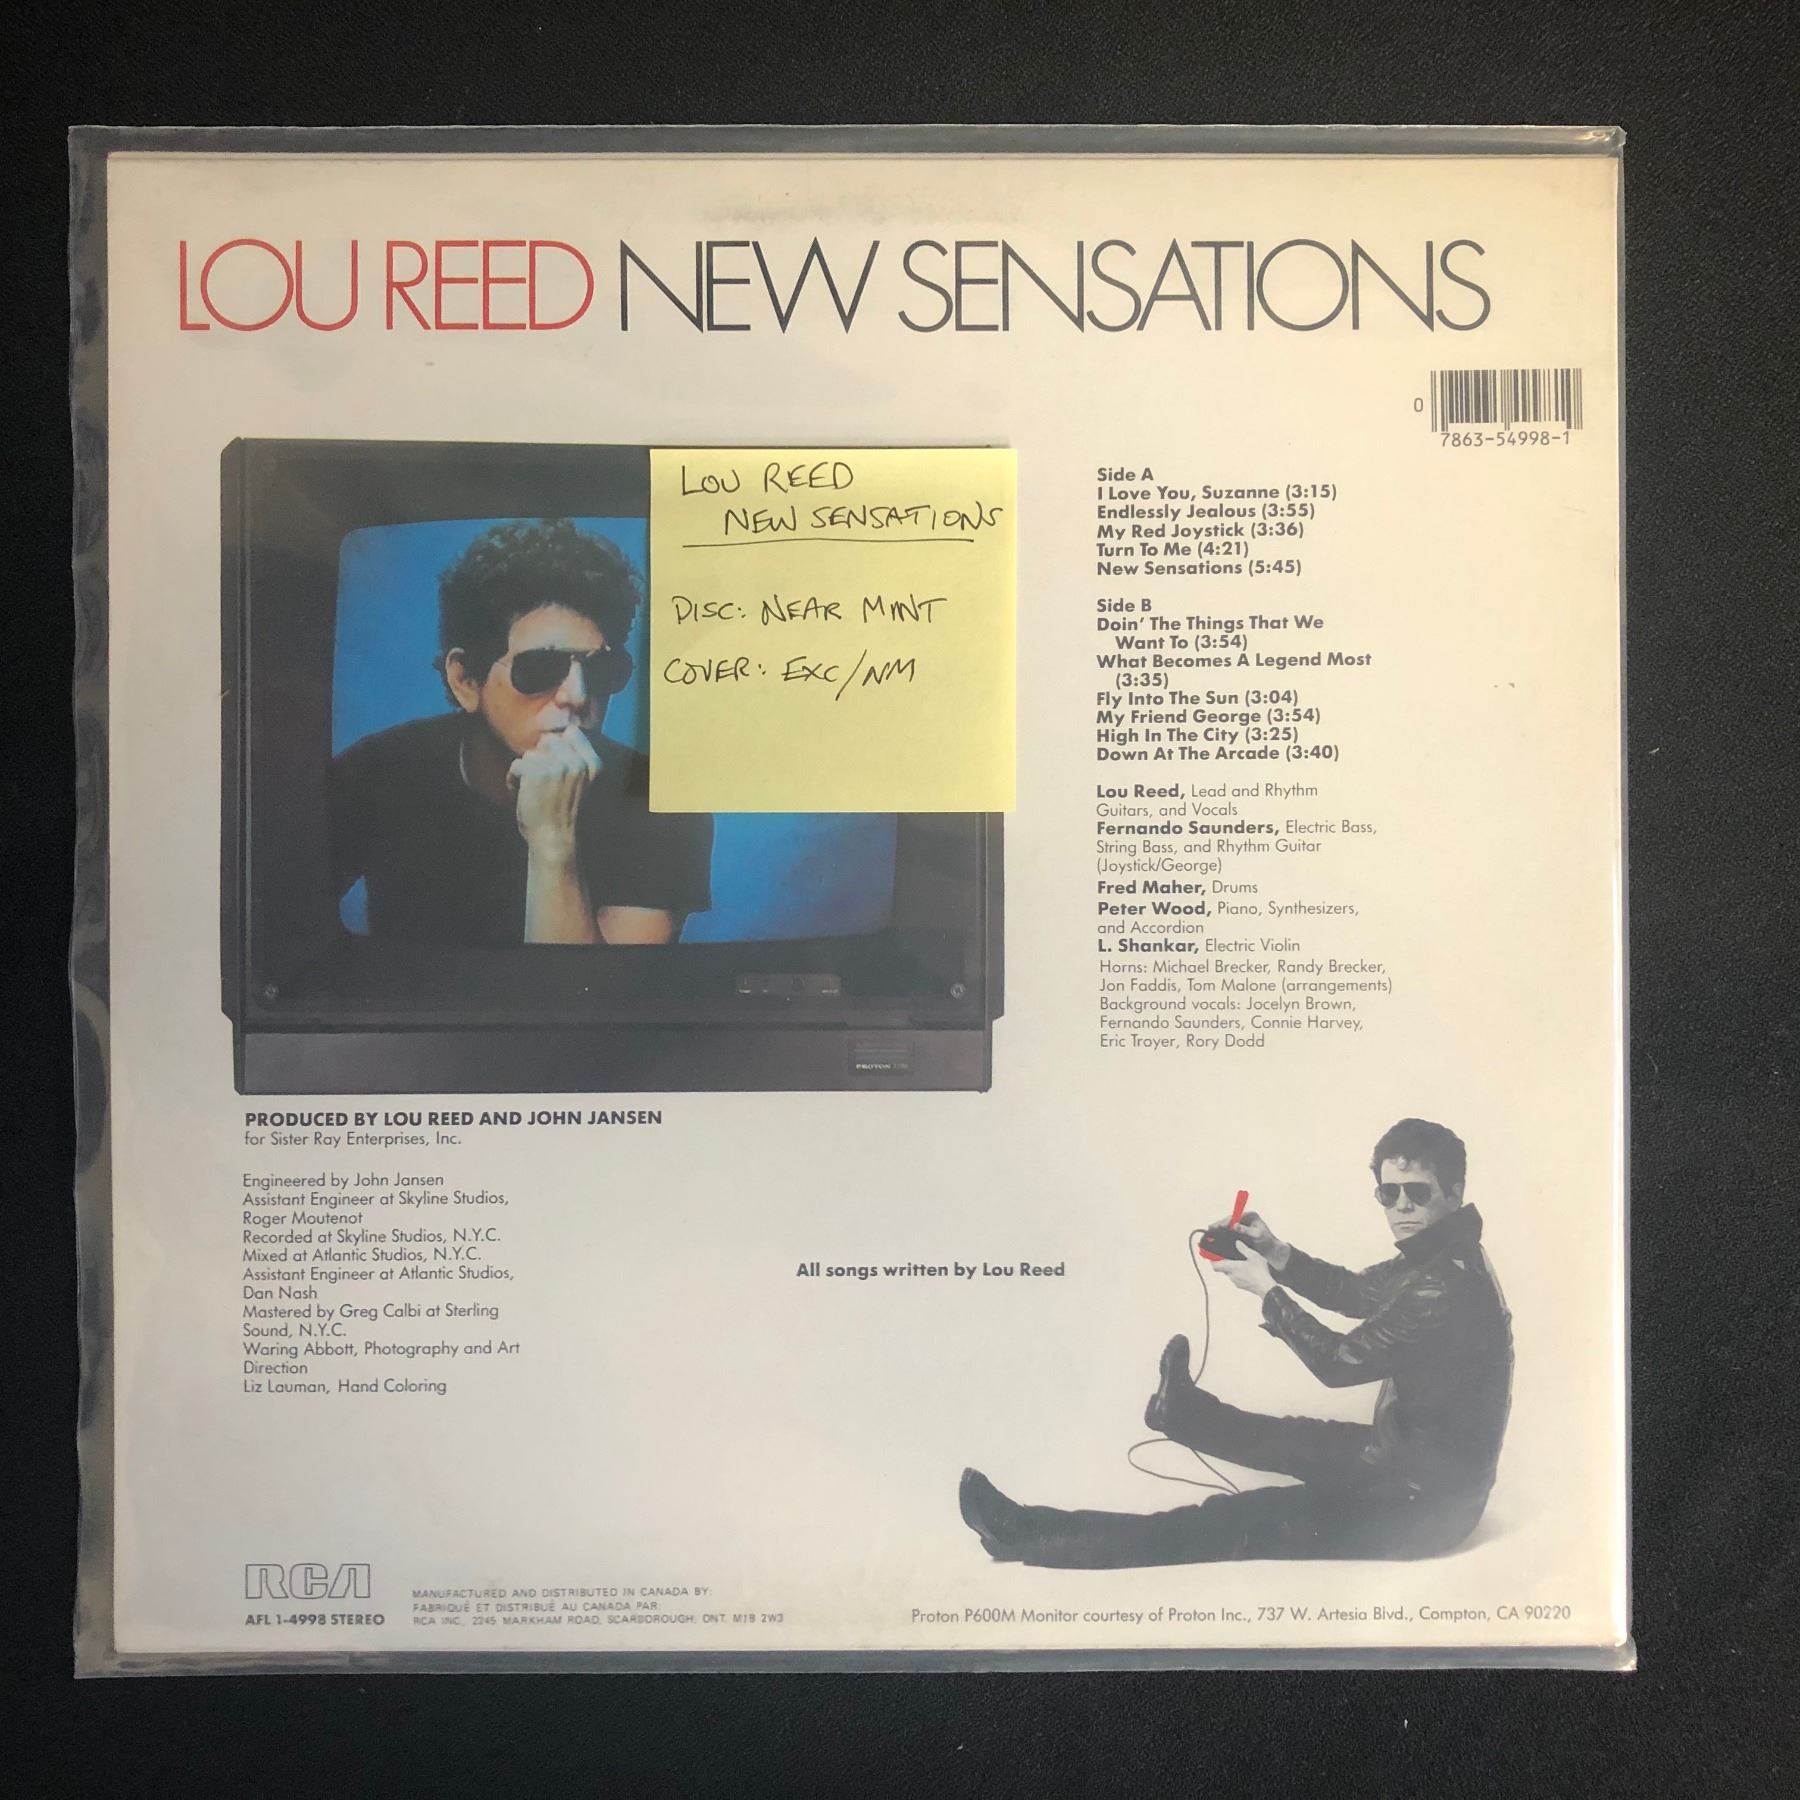 LOU REED NEW SENSATIONS
0
7863-54998-1
LOU REED
NEW SENSATIONS
DISC: NEAR MINT
COVER: EXC/NM
Side A
I Love You, Suzanne (3:15)
Endlessly Jealous (3:55)
My Red Joystick (3:36)
Turn To Me (4:21)
New Sensations (5:45)
Side B
Doin' The Things That We
Want To (3:54)
What Becomes A Legend Most
(3:35)
Fly Into The Sun (3:04)
My Friend George (3:54)
High In The City (3:25)
Down At The Arcade (3:40)
Lou Reed, Lead and Rhythm
Guitars, and Vocals
Fernando Saunders, Electric Bass,
String Bass, and Rhythm Guitar
(Joystick/George)
Fred Maher, Drums
Peter Wood, Piano, Synthesizers,
and Accordion
L. Shankar, Electric Violin
Horns: Michael Brecker, Randy Brecker,
Jon Faddis, Tom Malone (arrangements)
Background vocals: Jocelyn Brown,
Fernando Saunders, Connie Harvey,
Eric Troyer, Rory Dodd
PROTON
PRODUCED BY LOU REED AND JOHN JANSEN
for Sister Ray Enterprises, Inc.
Engineered by John Jansen
Assistant Engineer at Skyline Studios,
Roger Moutenot
Recorded at Skyline Studios, N.Y.C.
Mixed at Atlantic Studios, N.Y.C.
Assistant Engineer at Atlantic Studios,
Dan Nash
Mastered by Greg Calbi at Sterling
Sound, N.Y.C.
Waring Abbott, Photography and Art
Direction
Liz Lauman, Hand Coloring
All songs written by Lou Reed
RCA
AFL 1-4998 STEREO
MANUFACTURED AND DISTRIBUTED IN CANADA BY:
FABRIQUÉ ET DISTRIBUÉ AU CANADA PAR:
RCA INC., 2245 MARKHAM ROAD, SCARBOROUGH, ONT. M1B 2W3
Proton P600M Monitor courtesy of Proton Inc., 737 W. Artesia Blvd., Compton, CA 90220